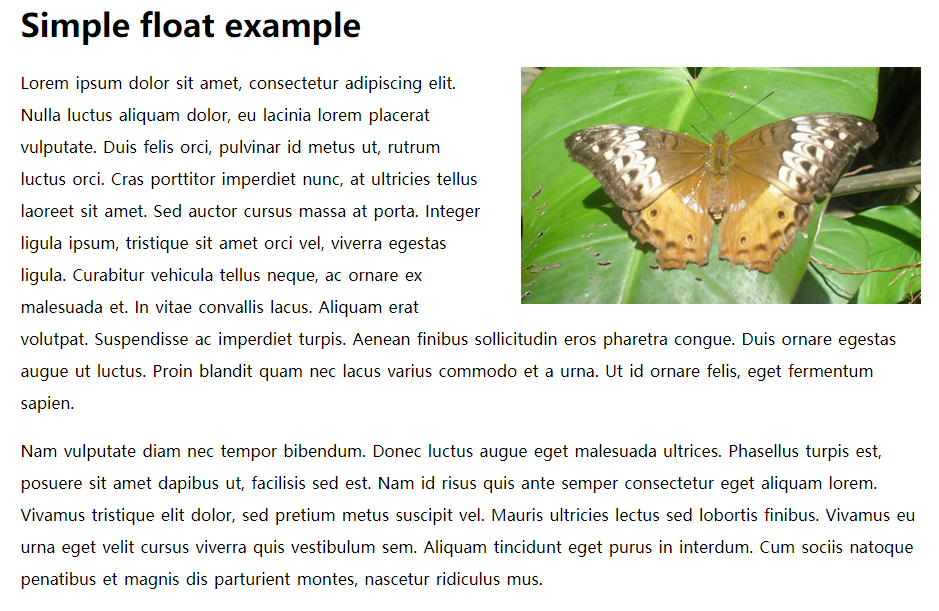 Simple float example
Lorem ipsum dolor sit amet, consectetur adipiscing elit.
Nulla luctus aliquam dolor, eu lacinia lorem placerat
vulputate. Duis felis orci, pulvinar id metus ut, rutrum
luctus orci. Cras porttitor imperdiet nunc, at ultricies tellus
laoreet sit amet. Sed auctor cursus massa at porta. Integer
ligula ipsum, tristique sit amet orci vel, viverra egestas
ligula. Curabitur vehicula tellus neque, ac ornare ex
malesuada et. In vitae convallis lacus. Aliquam erat
volutpat. Suspendisse ac imperdiet turpis. Aenean finibus sollicitudin eros pharetra congue. Duis ornare egestas
augue ut luctus. Proin blandit quam nec lacus varius commodo et a urna. Ut id ornare felis, eget fermentum
sapien.
Nam vulputate diam nec tempor bibendum. Donec luctus augue eget malesuada ultrices. Phasellus turpis est,
posuere sit amet dapibus ut, facilisis sed est. Nam id risus quis ante semper consectetur eget aliquam lorem.
Vivamus tristique elit dolor, sed pretium metus suscipit vel. Mauris ultricies lectus sed lobortis finibus. Vivamus eu
urna eget velit cursus viverra quis vestibulum sem. Aliquam tincidunt eget purus in interdum. Cum sociis natoque
penatibus et magnis dis parturient montes, nascetur ridiculus mus.